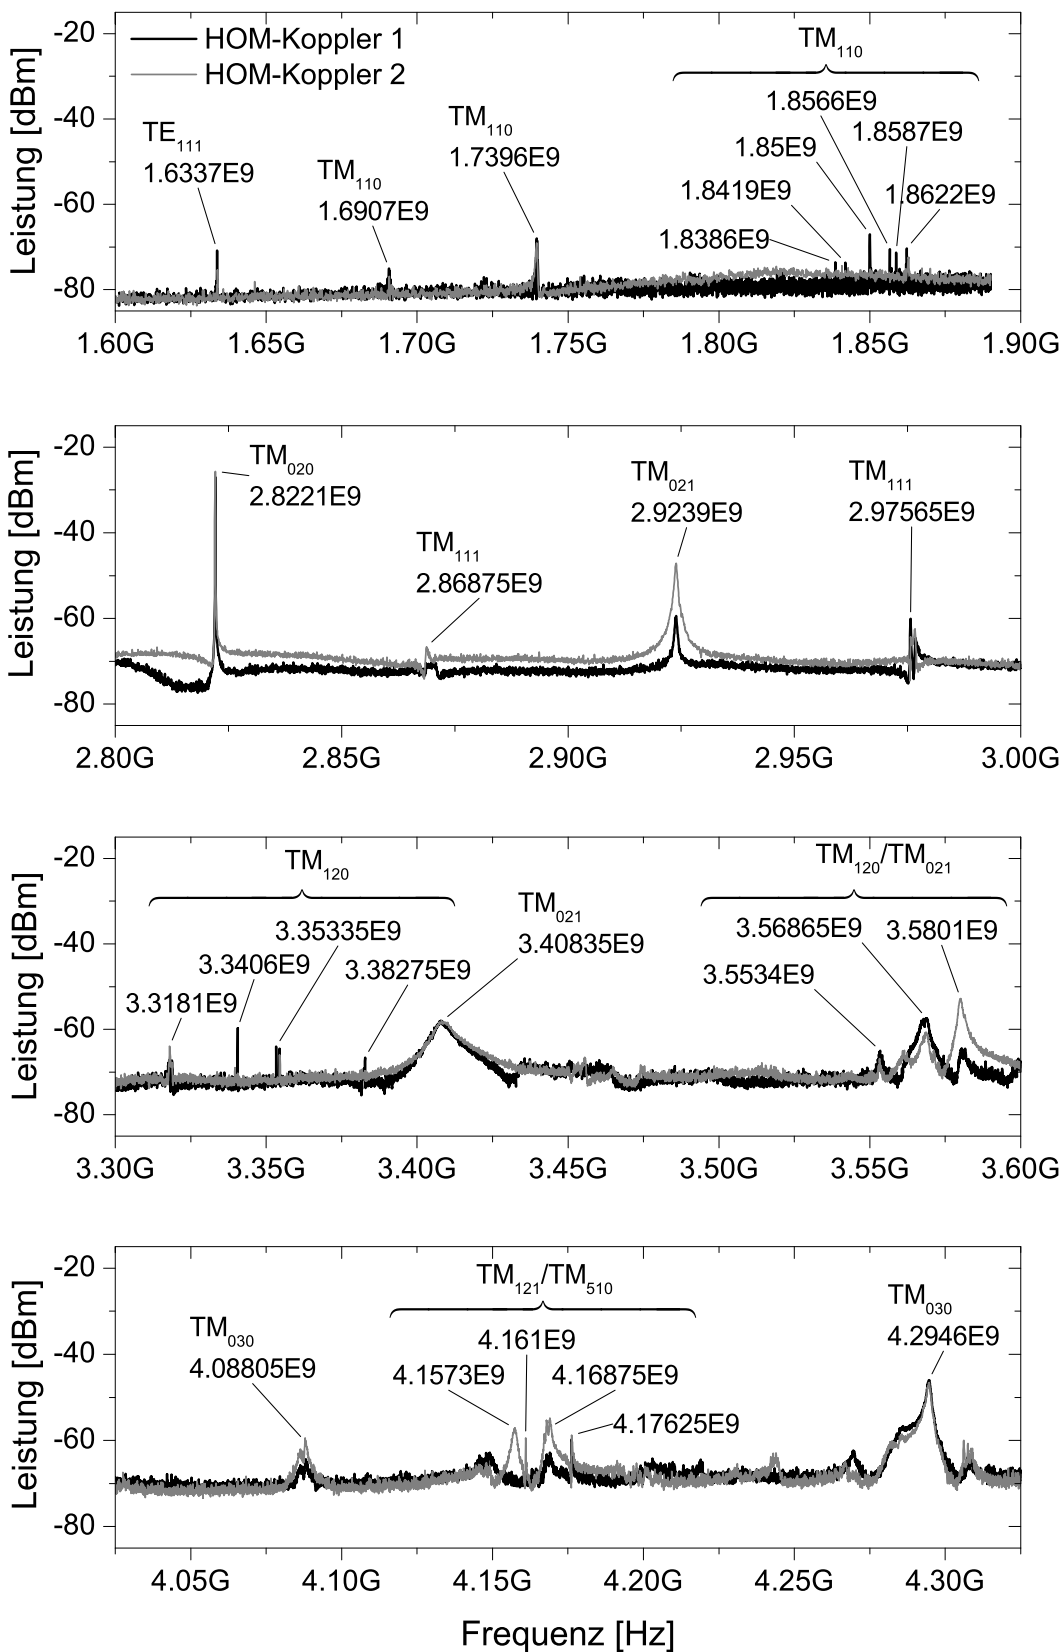 Leistung [dBm]
-20
-40
-60
-80
HOM-Koppler 1
HOM-Koppler 2
TE111
1.6337E9
TM110
1.6907E9
TM110
1.7396E9
TM110
1.8566E9
1.8587E9
1.85E9
1.8419E9
1.8622E9
1.8386E9
1.60G 1.65G 1.70G 1.75G 1.80G 1.85G 1.90G
Leistung [dBm]
-20
-40
-60
-80
TM020
2.8221E9
TM111
2.86875E9
TM021
2.9239E9
TM111
2.97565E9
2.80G 2.85G 2.90G 2.95G 3.00G
Leistung [dBm]
-20
-40
-60
-80
TM120
3.35335E9
3.3406E9
3.38275E9
3.3181E9
TM021
3.40835E9
TM120/TM021
3.56865E9
3.5801E9
3.5534E9
3.30G 3.35G 3.40G 3.45G 3.50G 3.55G 3.60G
Leistung [dBm]
-20
-40
-60
-80
TM030
4.08805E9
TM121/TM510
4.161E9
4.1573E9
4.16875E9
4.17625E9
TM030
4.2946E9
4.05G 4.10G 4.15G 4.20G 4.25G 4.30G
Frequenz [Hz]